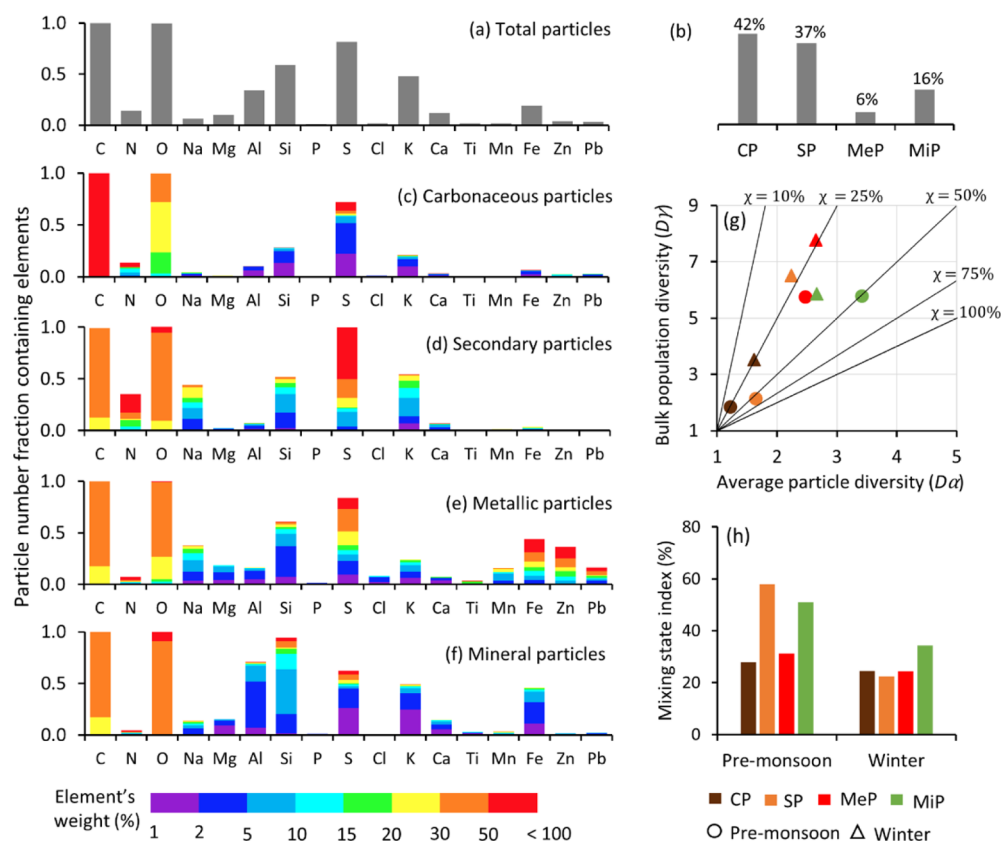 Particle number fraction containing elements
1.0
0.5
0.0
(a) Total particles
C N O Na Mg Al Si P S Cl K Ca Ti Mn Fe Zn Pb
1.0
0.5
0.0
(c) Carbonaceous particles
C N O Na Mg Al Si P S Cl K Ca Ti Mn Fe Zn Pb
1.0
0.5
0.0
(d) Secondary particles
C N O Na Mg Al Si P S Cl K Ca Ti Mn Fe Zn Pb
1.0
0.5
0.0
(e) Metallic particles
C N O Na Mg Al Si P S Cl K Ca Ti Mn Fe Zn Pb
1.0
0.5
0.0
(f) Mineral particles
C N O Na Mg Al Si P S Cl K Ca Ti Mn Fe Zn Pb
Element's
weight (%)
1 2 5 10 15 20 30 50 < 100
(b)
42%
37%
6%
16%
CP SP MeP MiP
(g)
χ = 10%
χ = 25%
χ = 50%
χ = 75%
χ = 100%
Bulk population diversity (Dγ)
9
7
5
3
1
1 2 3 4 5
Average particle diversity (Dα)
(h)
Mixing state index (%)
80
60
40
20
0
Pre-monsoon Winter
CP SP MeP MiP
Pre-monsoon Winter